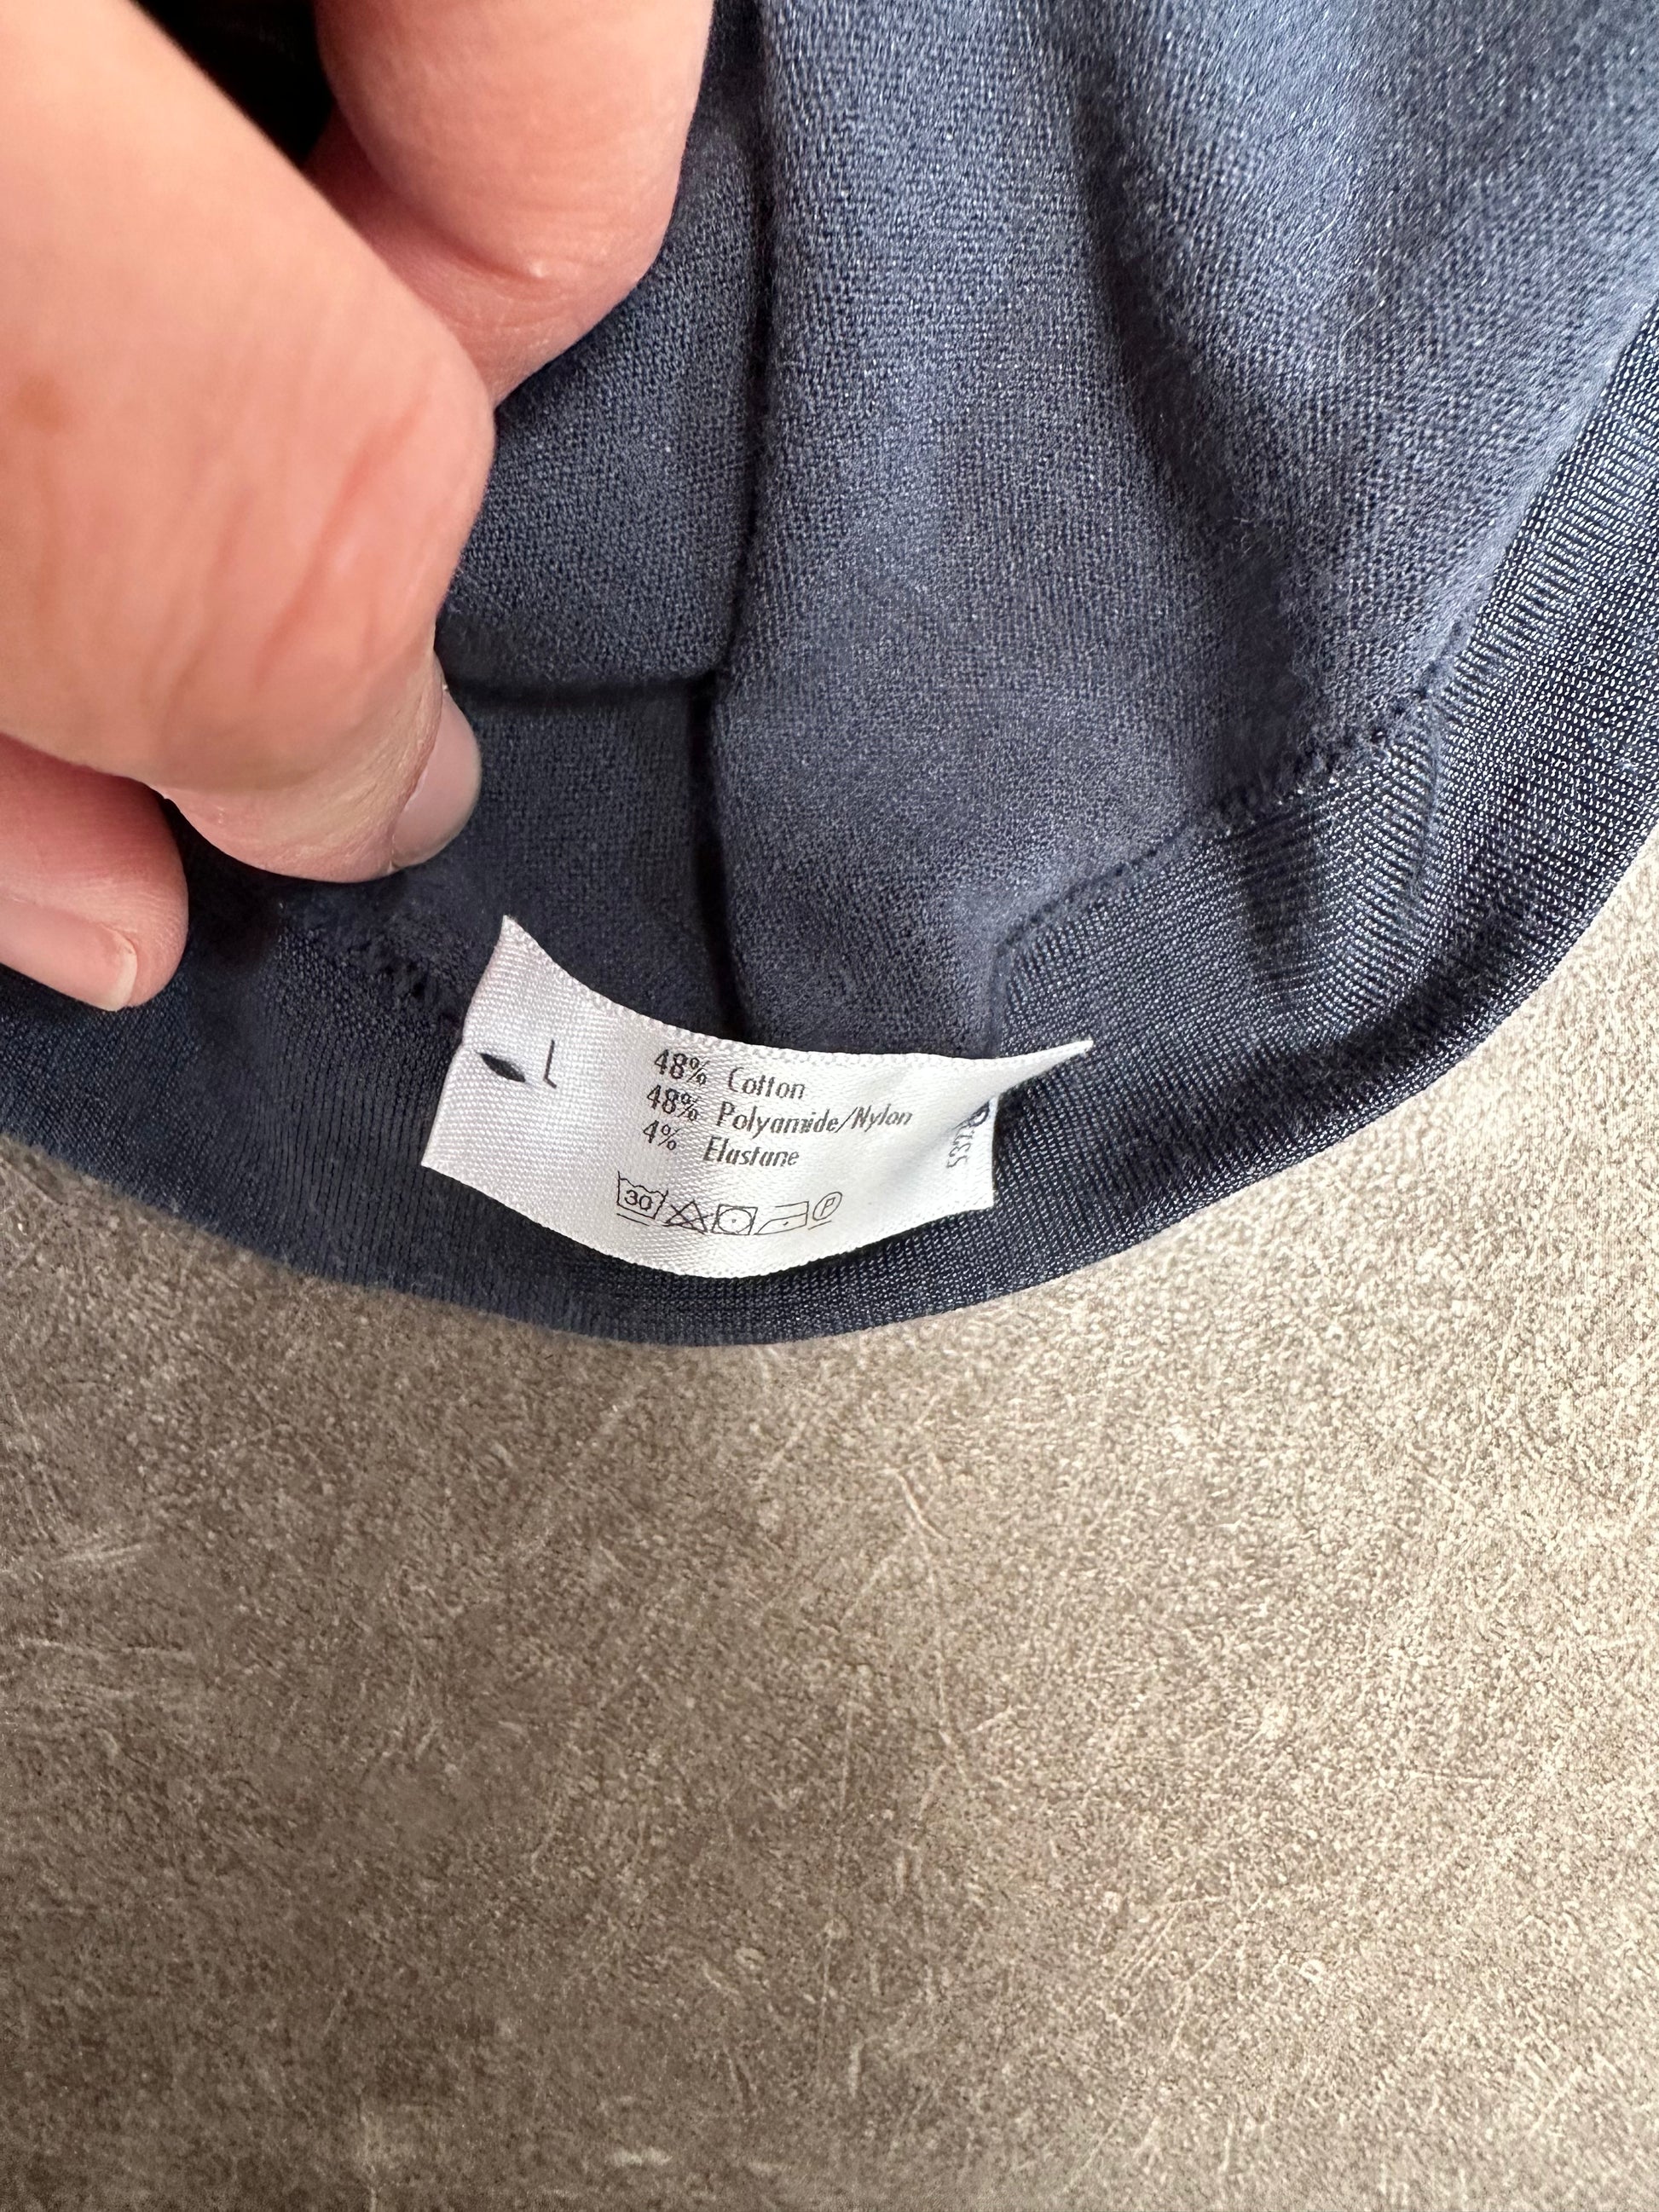 L
48% Cotton
48% Polyamide/Nylon
4% Elastane
30
P